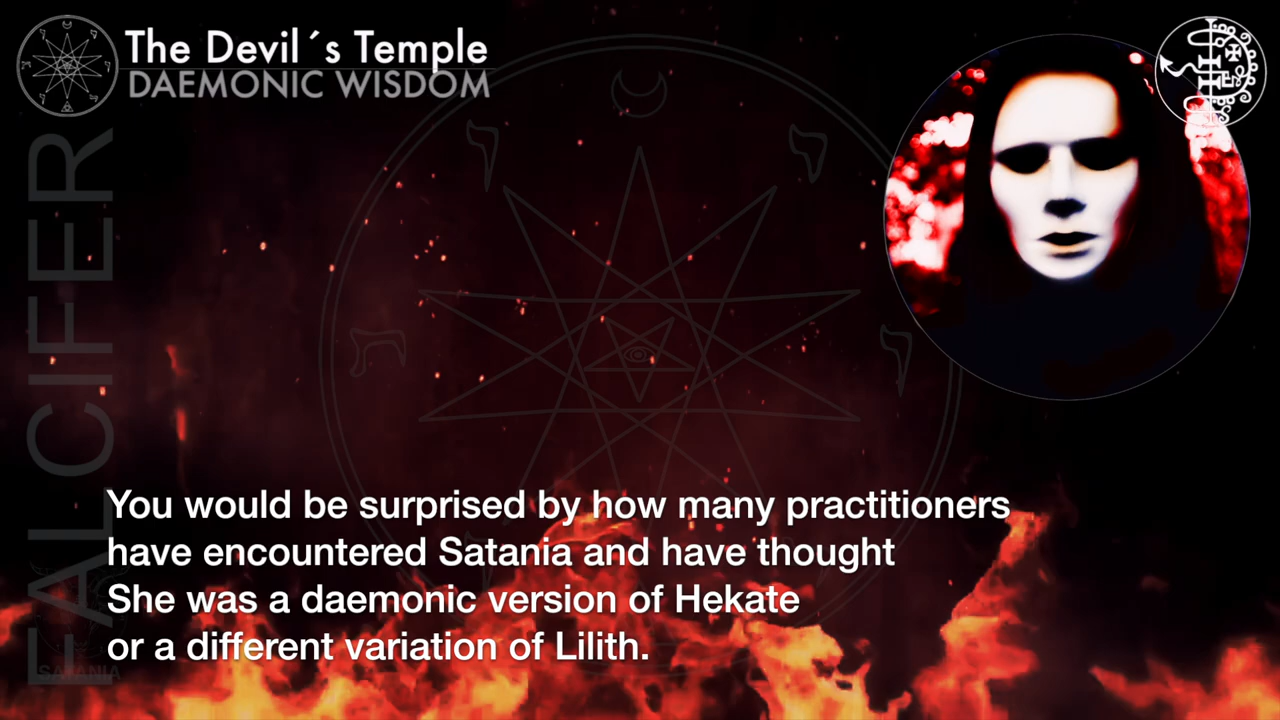 The Devil´s Temple
DAEMONIC WISDOM
FALCIFER
You would be surprised by how many practitioners
have encountered Satania and have thought
She was a daemonic version of Hekate
or a different variation of Lilith.
SATANIA